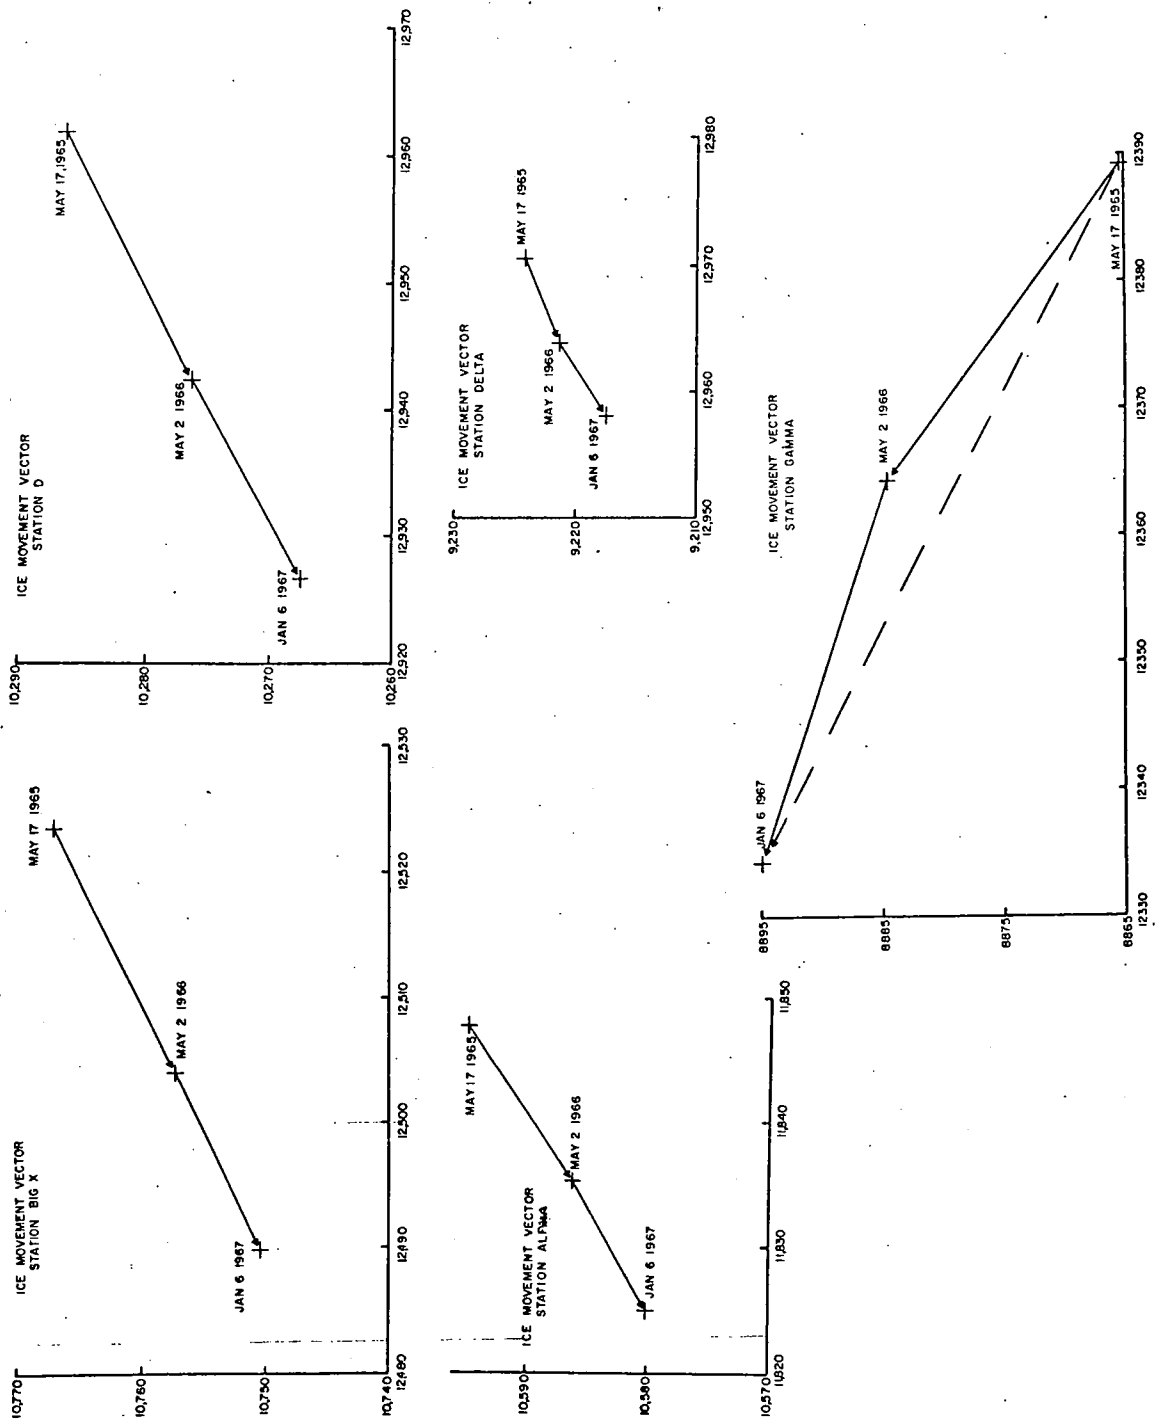 ICE MOVEMENT VECTOR
STATION BIG X
10,770
10,760
10,750
10,740
12,480
12,490
12,500
12,510
12,520
12,530
MAY 17 1965
MAY 2 1966
JAN 6 1967
ICE MOVEMENT VECTOR
STATION D
10,290
10,280
10,270
10,260
12,920
12,930
12,940
12,950
12,960
12,970
MAY 17, 1965
MAY 2 1966
JAN 6 1967
ICE MOVEMENT VECTOR
STATION ALPHA
10,590
10,580
10,570
11,820
11,830
11,840
11,850
MAY 17 1965
MAY 2 1966
JAN 6 1967
ICE MOVEMENT VECTOR
STATION DELTA
9,230
9,220
9,210
12,950
12,960
12,970
12,980
MAY 17 1965
MAY 2 1966
JAN 6 1967
ICE MOVEMENT VECTOR
STATION GAMMA
8895
8885
8875
8865
12330
12340
12350
12360
12370
12380
12390
JAN 6 1967
MAY 2 1966
MAY 17 1965